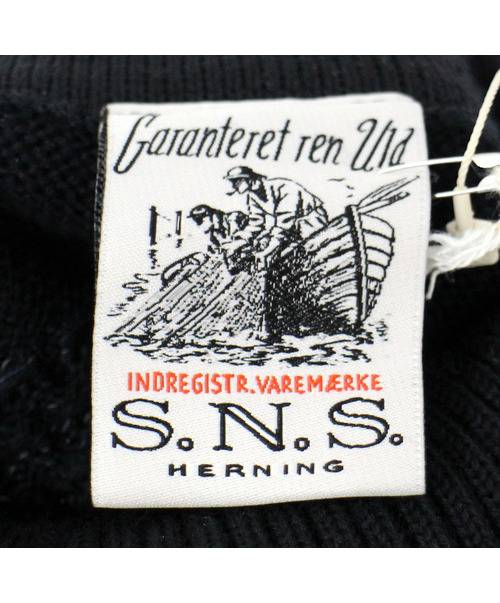 Garanteret ren Uld
INDREGISTR.VAREMÆRKE
S.N.S.
HERNING